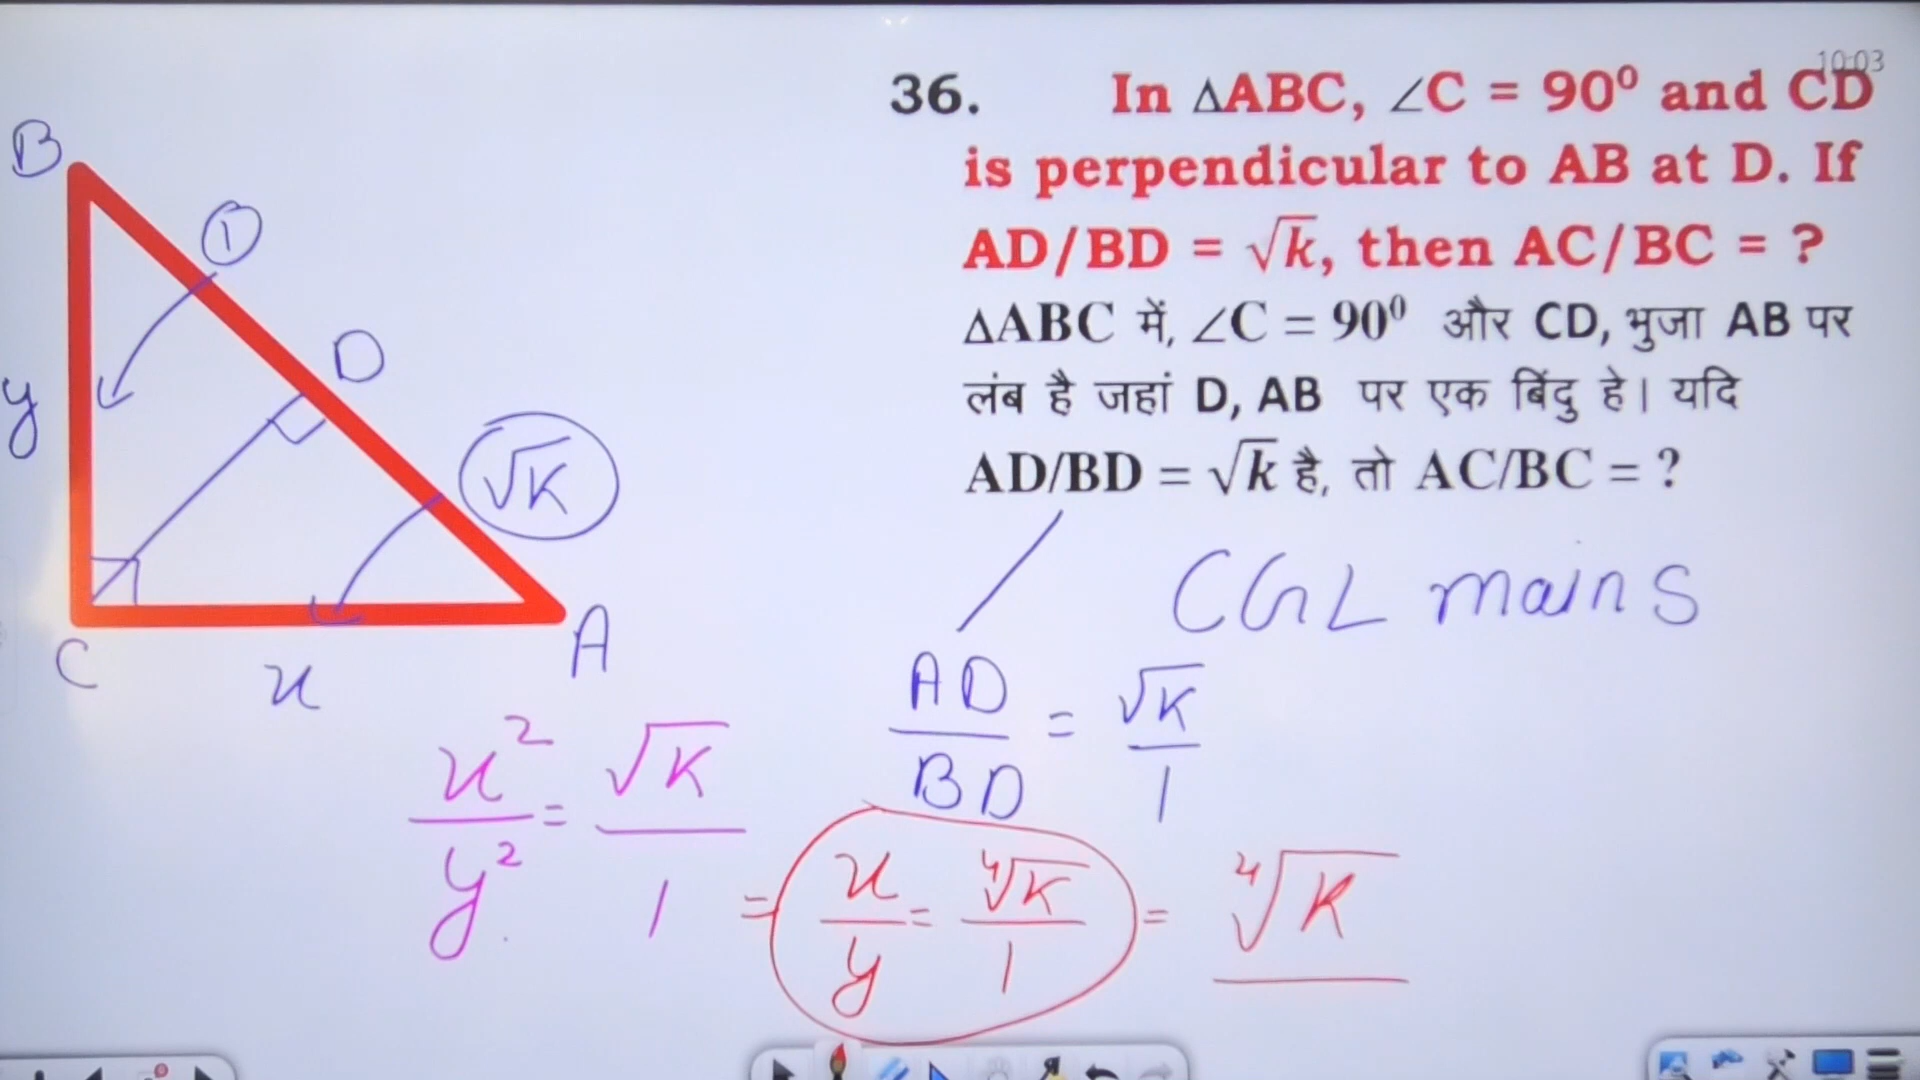 10:03
36. In ΔABC, ∠C = 90⁰ and CD
is perpendicular to AB at D. If
AD/BD = √k, then AC/BC = ?
ΔABC में, ∠C = 90⁰ और CD, भुजा AB पर
लंब है जहां D, AB पर एक बिंदु हे। यदि
AD/BD = √k है, तो AC/BC = ?
CGL mains
B
①
D
y
√K
C
x
A
AD/BD = √K/1
x²/y² = √K/1 = x/y = ⁴√K/1 = ⁴√K